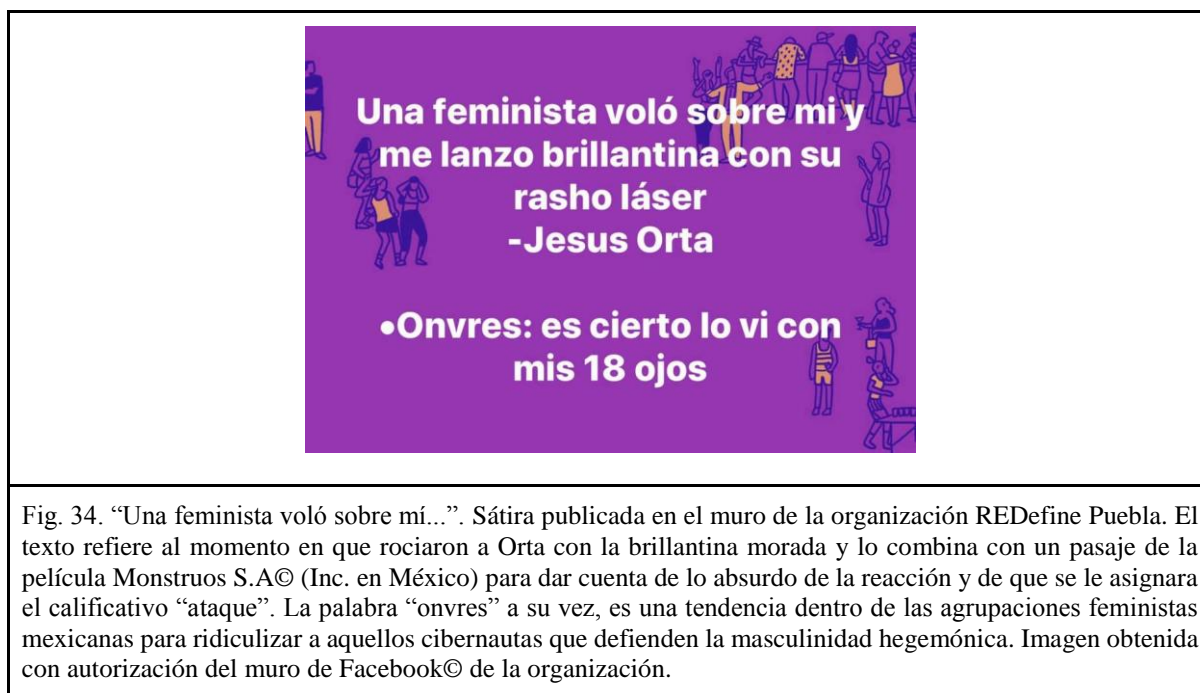 Una feminista voló sobre mi y
me lanzo brillantina con su
rasho láser
-Jesus Orta
•Onvres: es cierto lo vi con
mis 18 ojos
Fig. 34. “Una feminista voló sobre mí...”. Sátira publicada en el muro de la organización REDefine Puebla. El
texto refiere al momento en que rociaron a Orta con la brillantina morada y lo combina con un pasaje de la
película Monstruos S.A© (Inc. en México) para dar cuenta de lo absurdo de la reacción y de que se le asignara
el calificativo “ataque”. La palabra “onvres” a su vez, es una tendencia dentro de las agrupaciones feministas
mexicanas para ridiculizar a aquellos cibernautas que defienden la masculinidad hegemónica. Imagen obtenida
con autorización del muro de Facebook© de la organización.